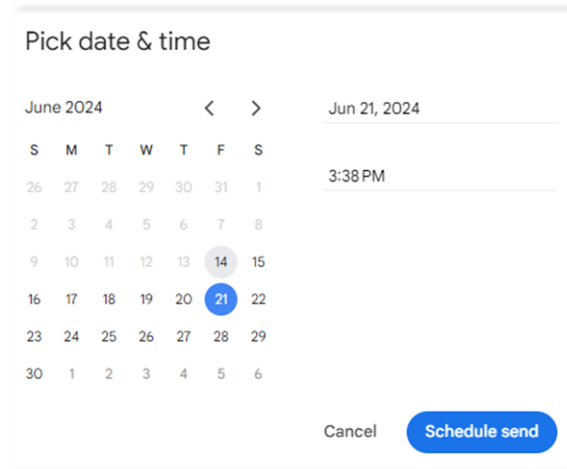 Pick date & time
June 2024
S M T W T F S
26 27 28 29 30 31 1
2 3 4 5 6 7 8
9 10 11 12 13 14 15
16 17 18 19 20 21 22
23 24 25 26 27 28 29
30 1 2 3 4 5 6
Jun 21, 2024
3:38 PM
Cancel Schedule send